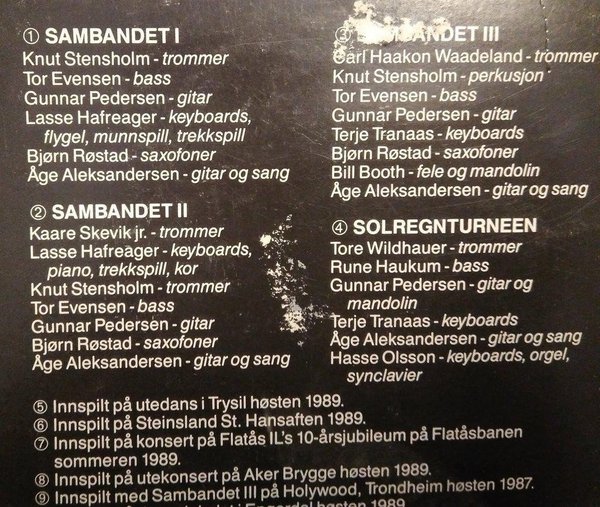 ① SAMBANDET I
Knut Stensholm - trommer
Tor Evensen - bass
Gunnar Pedersen - gitar
Lasse Hafreager - keyboards,
flygel, munnspill, trekkspill
Bjørn Røstad - saxofoner
Åge Aleksandersen - gitar og sang
② SAMBANDET II
Kaare Skevik jr. - trommer
Lasse Hafreager - keyboards,
piano, trekkspill, kor
Knut Stensholm - trommer
Tor Evensen - bass
Gunnar Pedersen - gitar
Bjørn Røstad - saxofoner
Åge Aleksandersen - gitar og sang
③ SAMBANDET III
Carl Haakon Waadeland - trommer
Knut Stensholm - perkusjon
Tor Evensen - bass
Gunnar Pedersen - gitar
Terje Tranaas - keyboards
Bjørn Røstad - saxofoner
Bill Booth - fele og mandolin
Åge Aleksandersen - gitar og sang
④ SOLREGNTURNEEN
Tore Wildhauer - trommer
Rune Haukum - bass
Gunnar Pedersen - gitar og
mandolin
Terje Tranaas - keyboards
Åge Aleksandersen - gitar og sang
Hasse Olsson - keyboards, orgel,
synclavier
⑤ Innspilt på utedans i Trysil høsten 1989.
⑥ Innspilt på Steinsland St. Hansaften 1989.
⑦ Innspilt på konsert på Flatås IL's 10-årsjubileum på Flatåsbanen
sommeren 1989.
⑧ Innspilt på utekonsert på Aker Brygge høsten 1989.
⑨ Innspilt med Sambandet III på Holywood, Trondheim høsten 1987.
i Engerdal høsten 1989